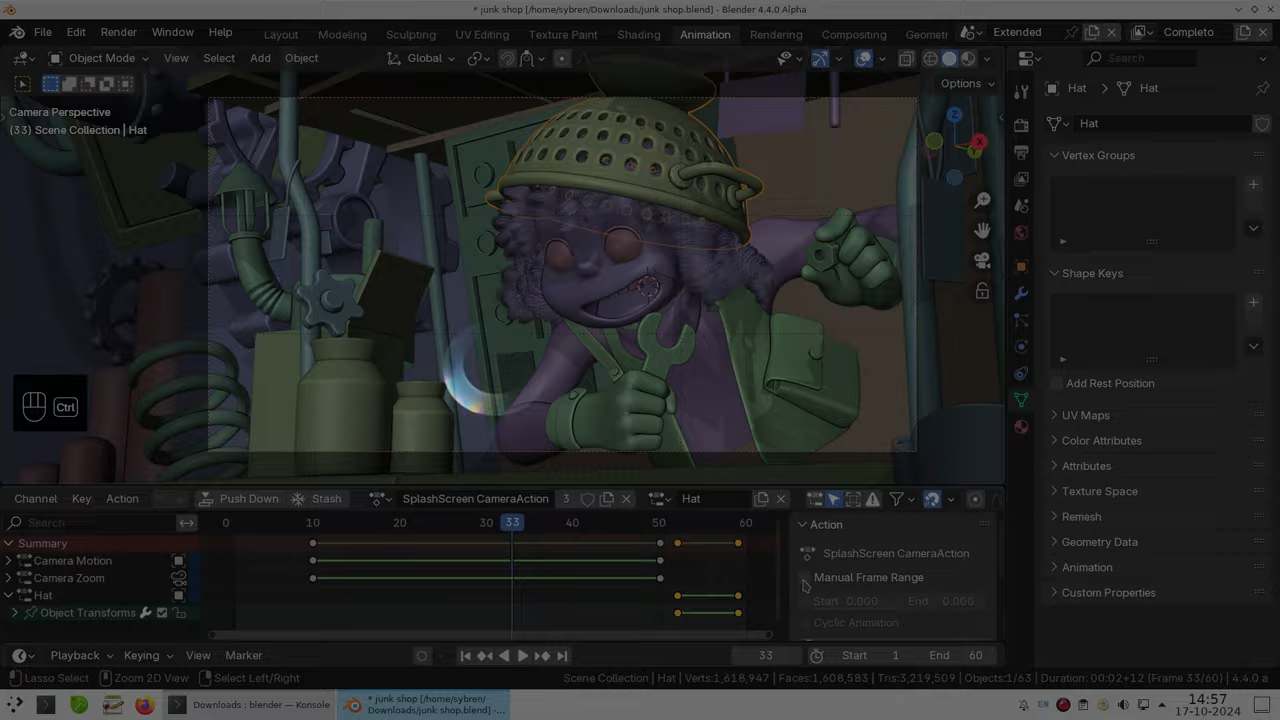 * junk shop [/home/sybren/Downloads/junk shop.blend] - Blender 4.4.0 Alpha
File Edit Render Window Help Layout Modeling Sculpting UV Editing Texture Paint Shading Animation Rendering Compositing Geometr Extended Completo
Object Mode View Select Add Object Global Search
Options
Camera Perspective
(33) Scene Collection | Hat
Hat > Hat
Hat
Vertex Groups
Shape Keys
Add Rest Position
UV Maps
Color Attributes
Attributes
Texture Space
Remesh
Geometry Data
Animation
Custom Properties
Z
X
Ctrl
Channel Key Action Push Down Stash SplashScreen CameraAction 3 Hat
Search 0 10 20 30 33 40 50 60
Summary
Camera Motion
Camera Zoom
Hat
Object Transforms
Action
SplashScreen CameraAction
Manual Frame Range
Start 0.000 End 0.000
Cyclic Animation
Playback Keying View Marker 33 Start 1 End 60
Lasso Select Zoom 2D View Select Left/Right Scene Collection | Hat | Verts:1,618,947 | Faces:1,608,583 | Tris:3,219,509 | Objects:1/63 | Duration: 00:02+12 (Frame 33/60) | 4.4.0 a
Downloads : blender — Konsole
* junk shop [/home/sybren/
Downloads/junk shop.blend] -...
EN
14:57
17-10-2024